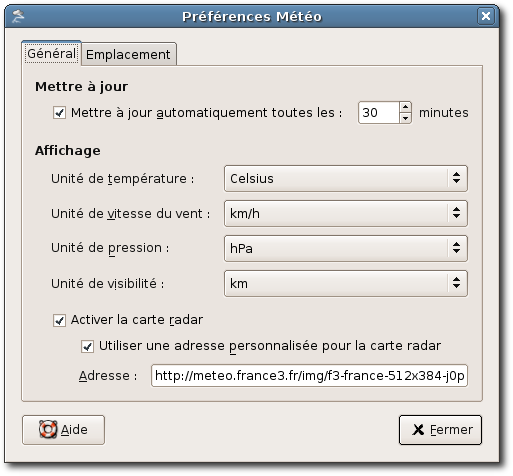 Préférences Météo
Général Emplacement
Mettre à jour
Mettre à jour automatiquement toutes les : 30 minutes
Affichage
Unité de température : Celsius
Unité de vitesse du vent : km/h
Unité de pression : hPa
Unité de visibilité : km
Activer la carte radar
Utiliser une adresse personnalisée pour la carte radar
Adresse : http://meteo.france3.fr/img/f3-france-512x384-j0p
Aide Fermer